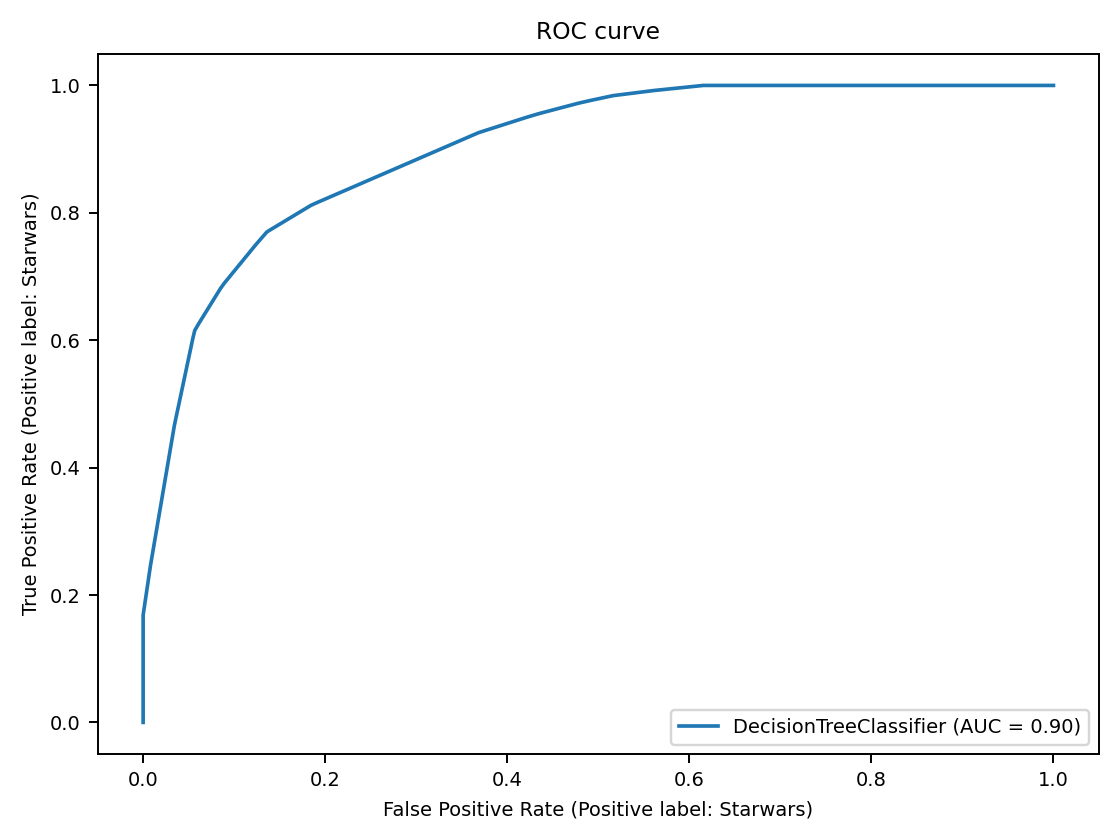 ROC curve
True Positive Rate (Positive label: Starwars)
1.0
0.8
0.6
0.4
0.2
0.0
DecisionTreeClassifier (AUC = 0.90)
0.0 0.2 0.4 0.6 0.8 1.0
False Positive Rate (Positive label: Starwars)